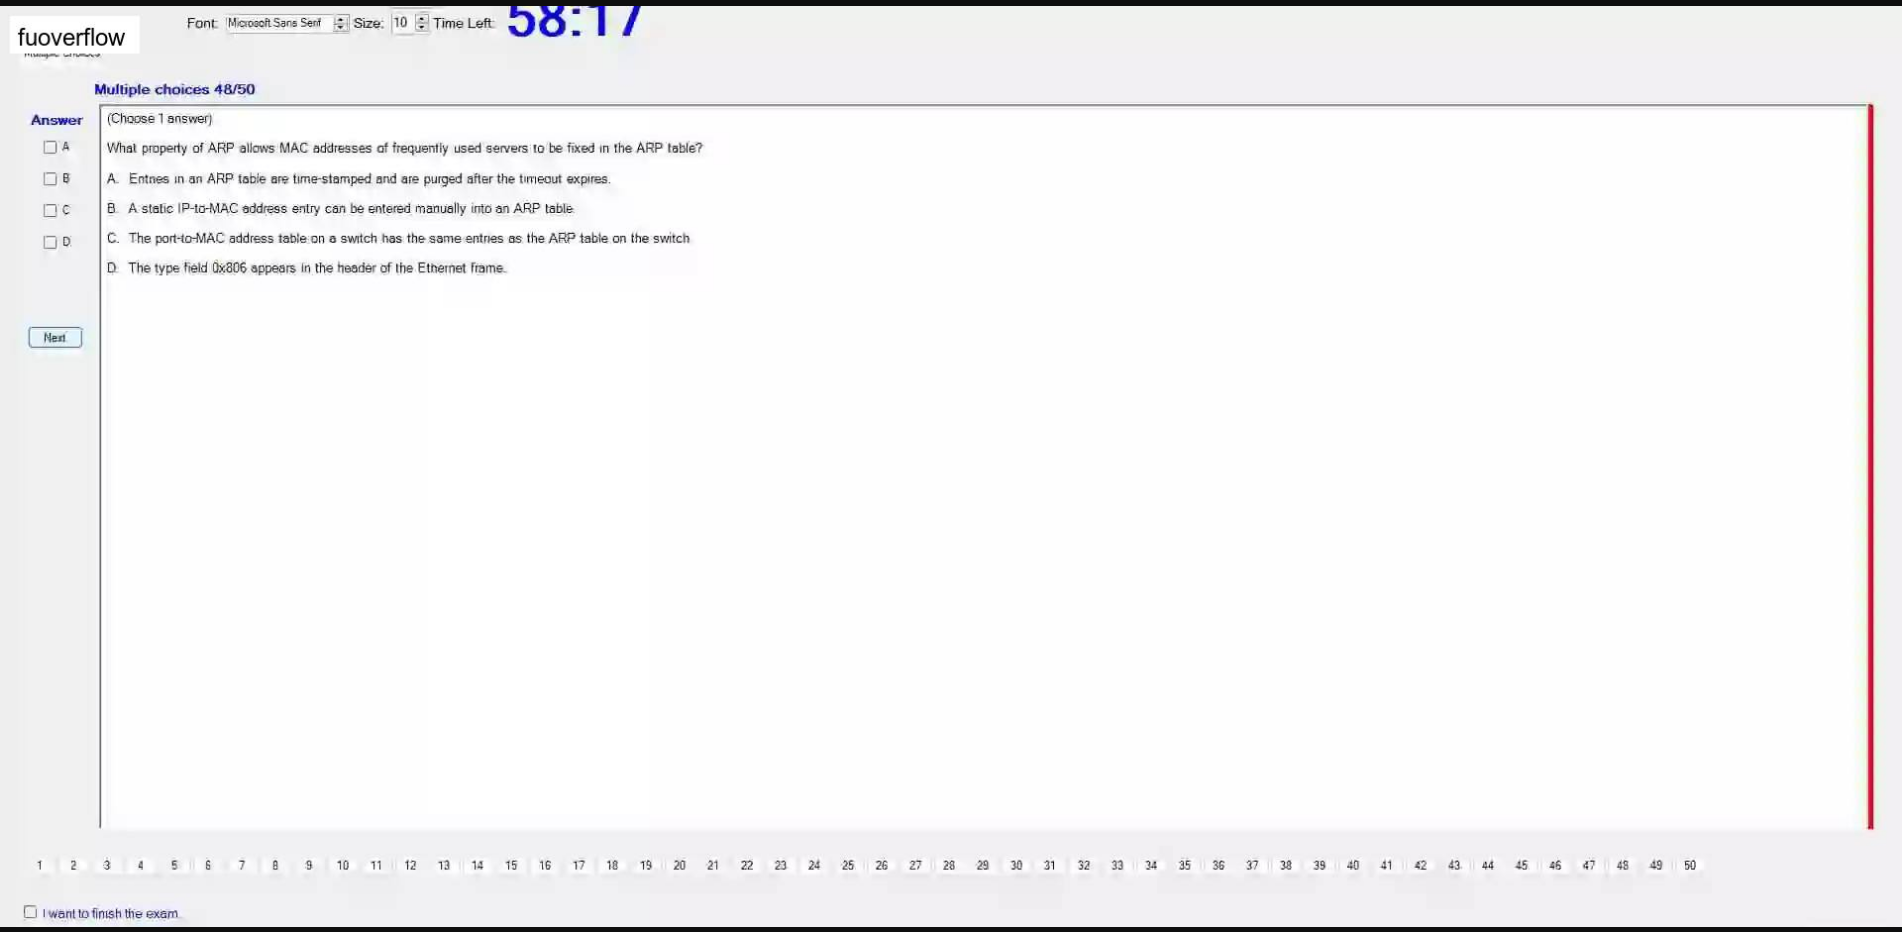 Font: Microsoft Sans Serif Size: 10 Time Left: 58:17
fuoverflow
Multiple choices 48/50
Answer
(Choose 1 answer)
A
What property of ARP allows MAC addresses of frequently used servers to be fixed in the ARP table?
B
A. Entries in an ARP table are time-stamped and are purged after the timeout expires.
C
B. A static IP-to-MAC address entry can be entered manually into an ARP table.
D
C. The port-to-MAC address table on a switch has the same entries as the ARP table on the switch
D. The type field 0x806 appears in the header of the Ethernet frame.
Next
1 2 3 4 5 6 7 8 9 10 11 12 13 14 15 16 17 18 19 20 21 22 23 24 25 26 27 28 29 30 31 32 33 34 35 36 37 38 39 40 41 42 43 44 45 46 47 48 49 50
I want to finish the exam.